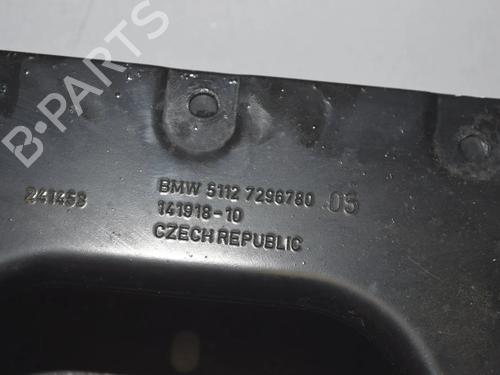 B-PARTS
241458 BMW 5112 7296780 05
141918-10
CZECH REPUBLIC